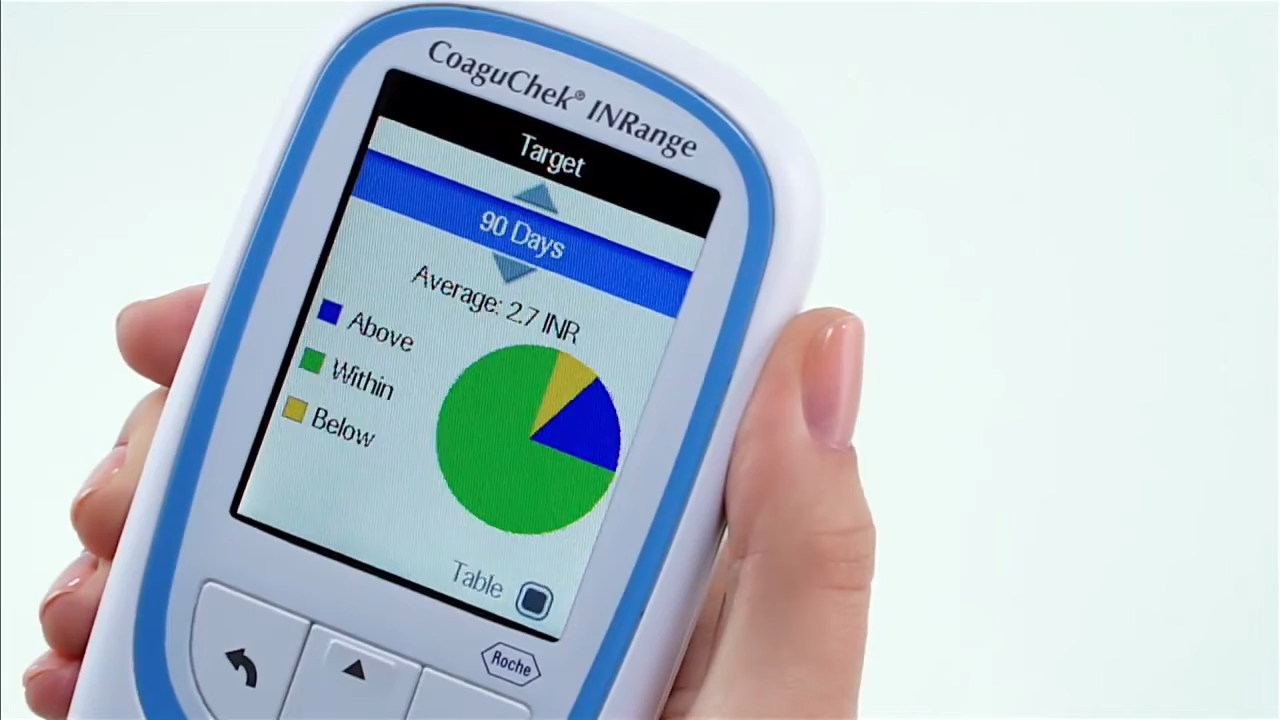 CoaguChek® INRange
Target
90 Days
Average: 2.7 INR
Above
Within
Below
Table
Roche